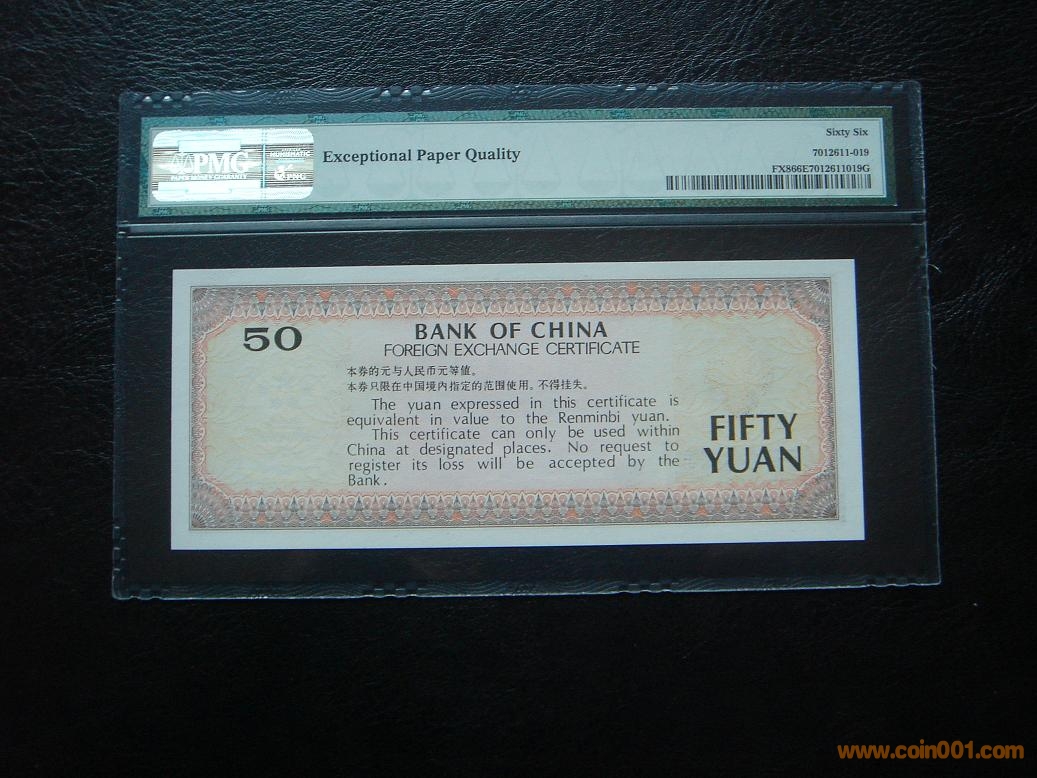 Sixty Six
PMG
PAPER MONEY GUARANTY
PNG
Exceptional Paper Quality
7012611-019
FX866E7012611019G
50
BANK OF CHINA
FOREIGN EXCHANGE CERTIFICATE
本券的元与人民币元等值。
本券只限在中国境内指定的范围使用。不得挂失。
The yuan expressed in this certificate is
equivalent in value to the Renminbi yuan.
This certificate can only be used within
China at designated places. No request to
register its loss will be accepted by the
Bank.
FIFTY
YUAN
www.coin001.com